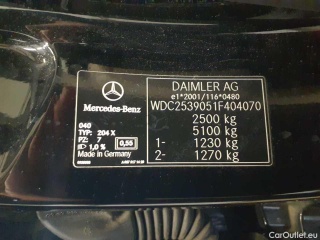 DAIMLER AG
e1*2001/116*0480
WDC2539051F404070
2500 kg
5100 kg
1- 1230 kg
2- 1270 kg
Mercedes-Benz
040
TYP: 204 X
PZ: 7
1,0 % 0,55
Made in Germany
CarOutlet.eu